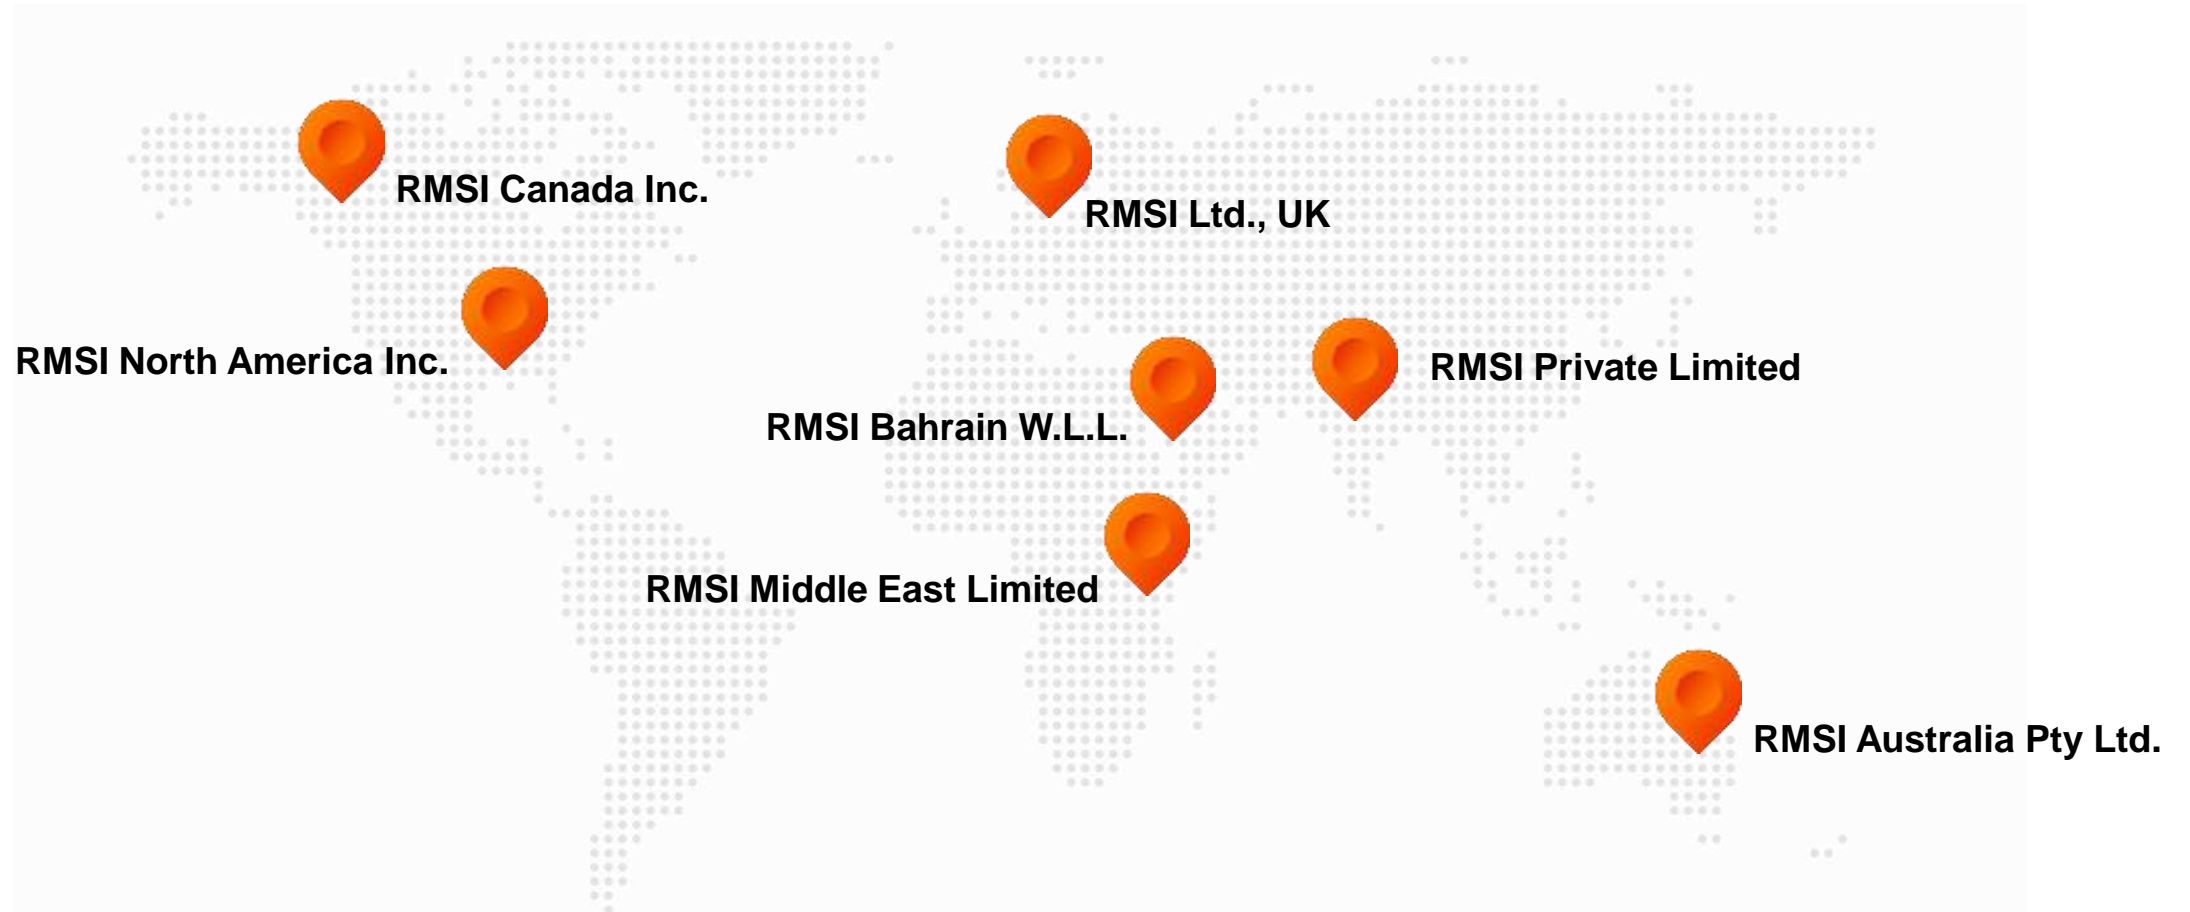 RMSI Canada Inc.
RMSI Ltd., UK
RMSI North America Inc.
RMSI Private Limited
RMSI Bahrain W.L.L.
RMSI Middle East Limited
RMSI Australia Pty Ltd.